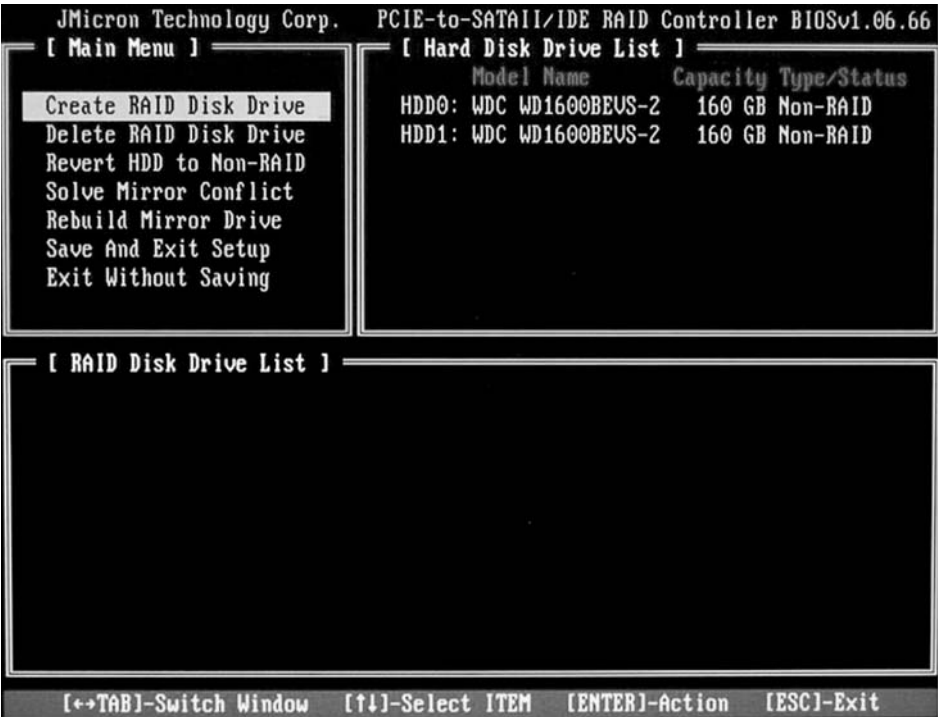 JMicron Technology Corp. PCIE-to-SATAII/IDE RAID Controller BIOSv1.06.66
[ Main Menu ]
Create RAID Disk Drive
Delete RAID Disk Drive
Revert HDD to Non-RAID
Solve Mirror Conflict
Rebuild Mirror Drive
Save And Exit Setup
Exit Without Saving
[ Hard Disk Drive List ]
Model Name Capacity Type/Status
HDD0: WDC WD1600BEVS-2 160 GB Non-RAID
HDD1: WDC WD1600BEVS-2 160 GB Non-RAID
[ RAID Disk Drive List ]
[↔TAB]-Switch Window [↑↓]-Select ITEM [ENTER]-Action [ESC]-Exit